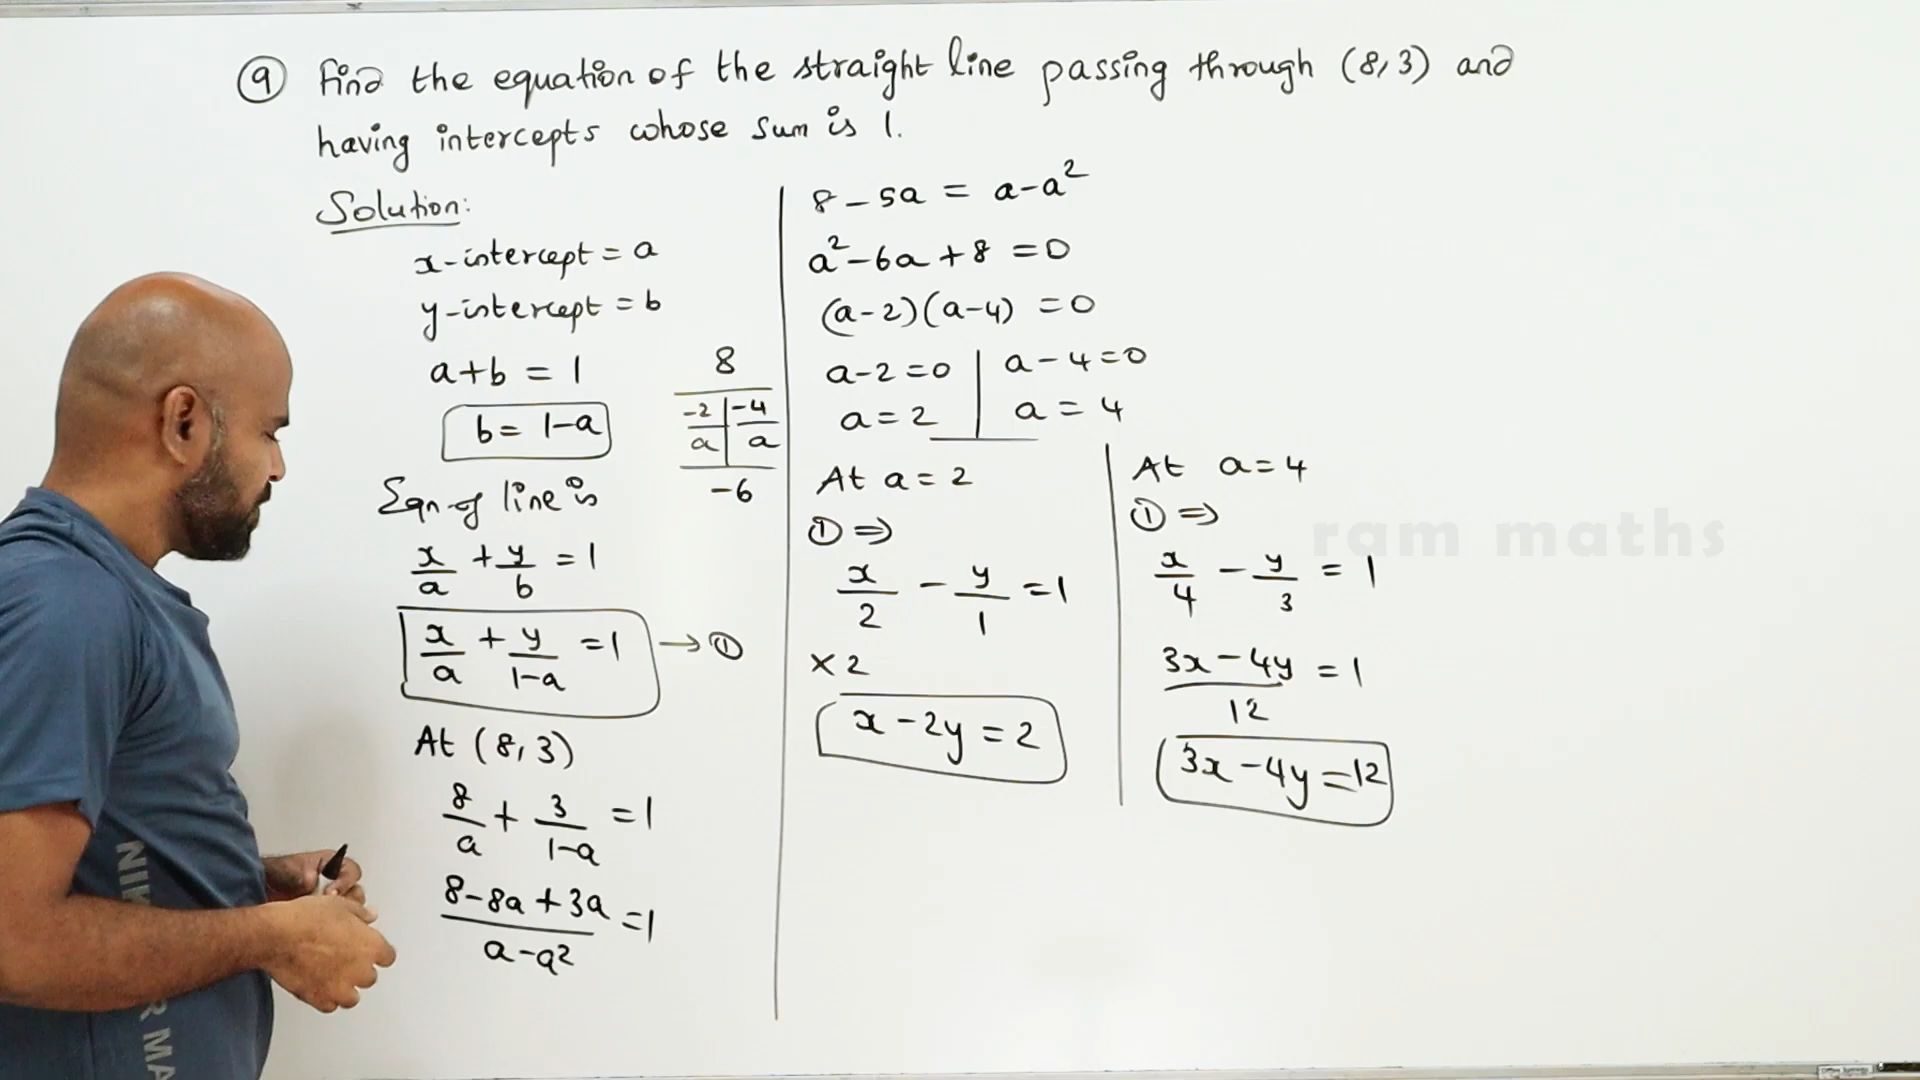 9 Find the equation of the straight line passing through (8,3) and
having intercepts whose sum is 1.
Solution:
x-intercept = a
y-intercept = b
a+b = 1
b = 1-a
8
-2 | -4
a | a
-6
Eqn. of line is
x/a + y/b = 1
x/a + y/1-a = 1 → ①
At (8,3)
8/a + 3/1-a = 1
8-8a+3a/a-a² = 1
8-5a = a-a²
a²-6a+8 = 0
(a-2)(a-4) = 0
a-2=0 | a-4=0
a=2 | a=4
At a=2
① ⇒
x/2 - y/1 = 1
×2
x-2y=2
At a=4
① ⇒
x/4 - y/3 = 1
3x-4y/12 = 1
3x-4y=12
ram maths